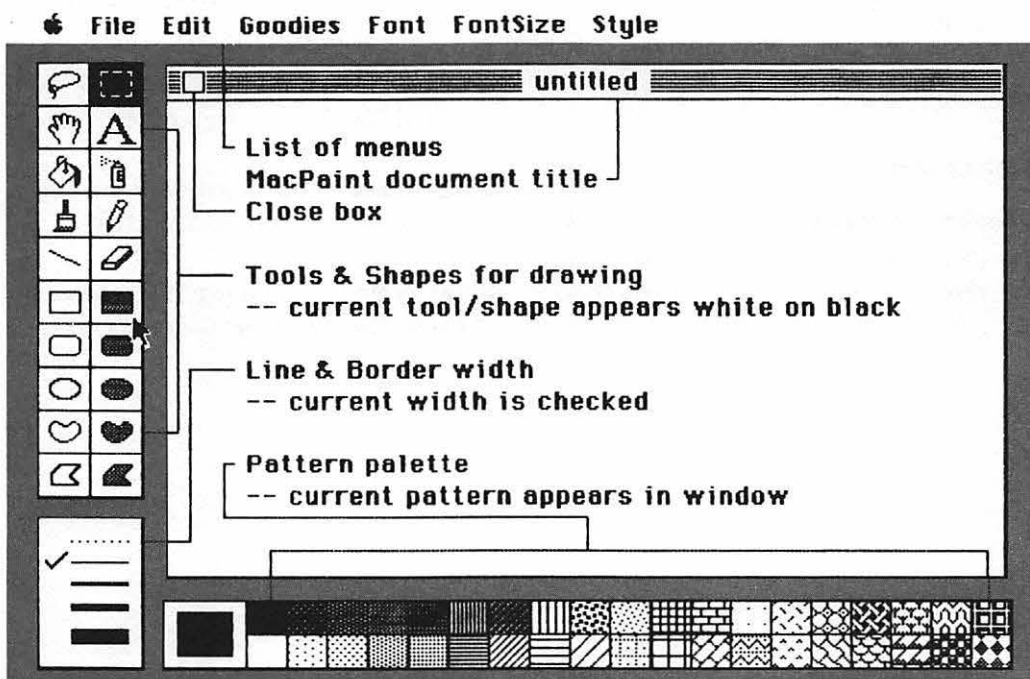 File Edit Goodies Font FontSize Style
untitled
List of menus
MacPaint document title
Close box
Tools & Shapes for drawing
-- current tool/shape appears white on black
Line & Border width
-- current width is checked
Pattern palette
-- current pattern appears in window